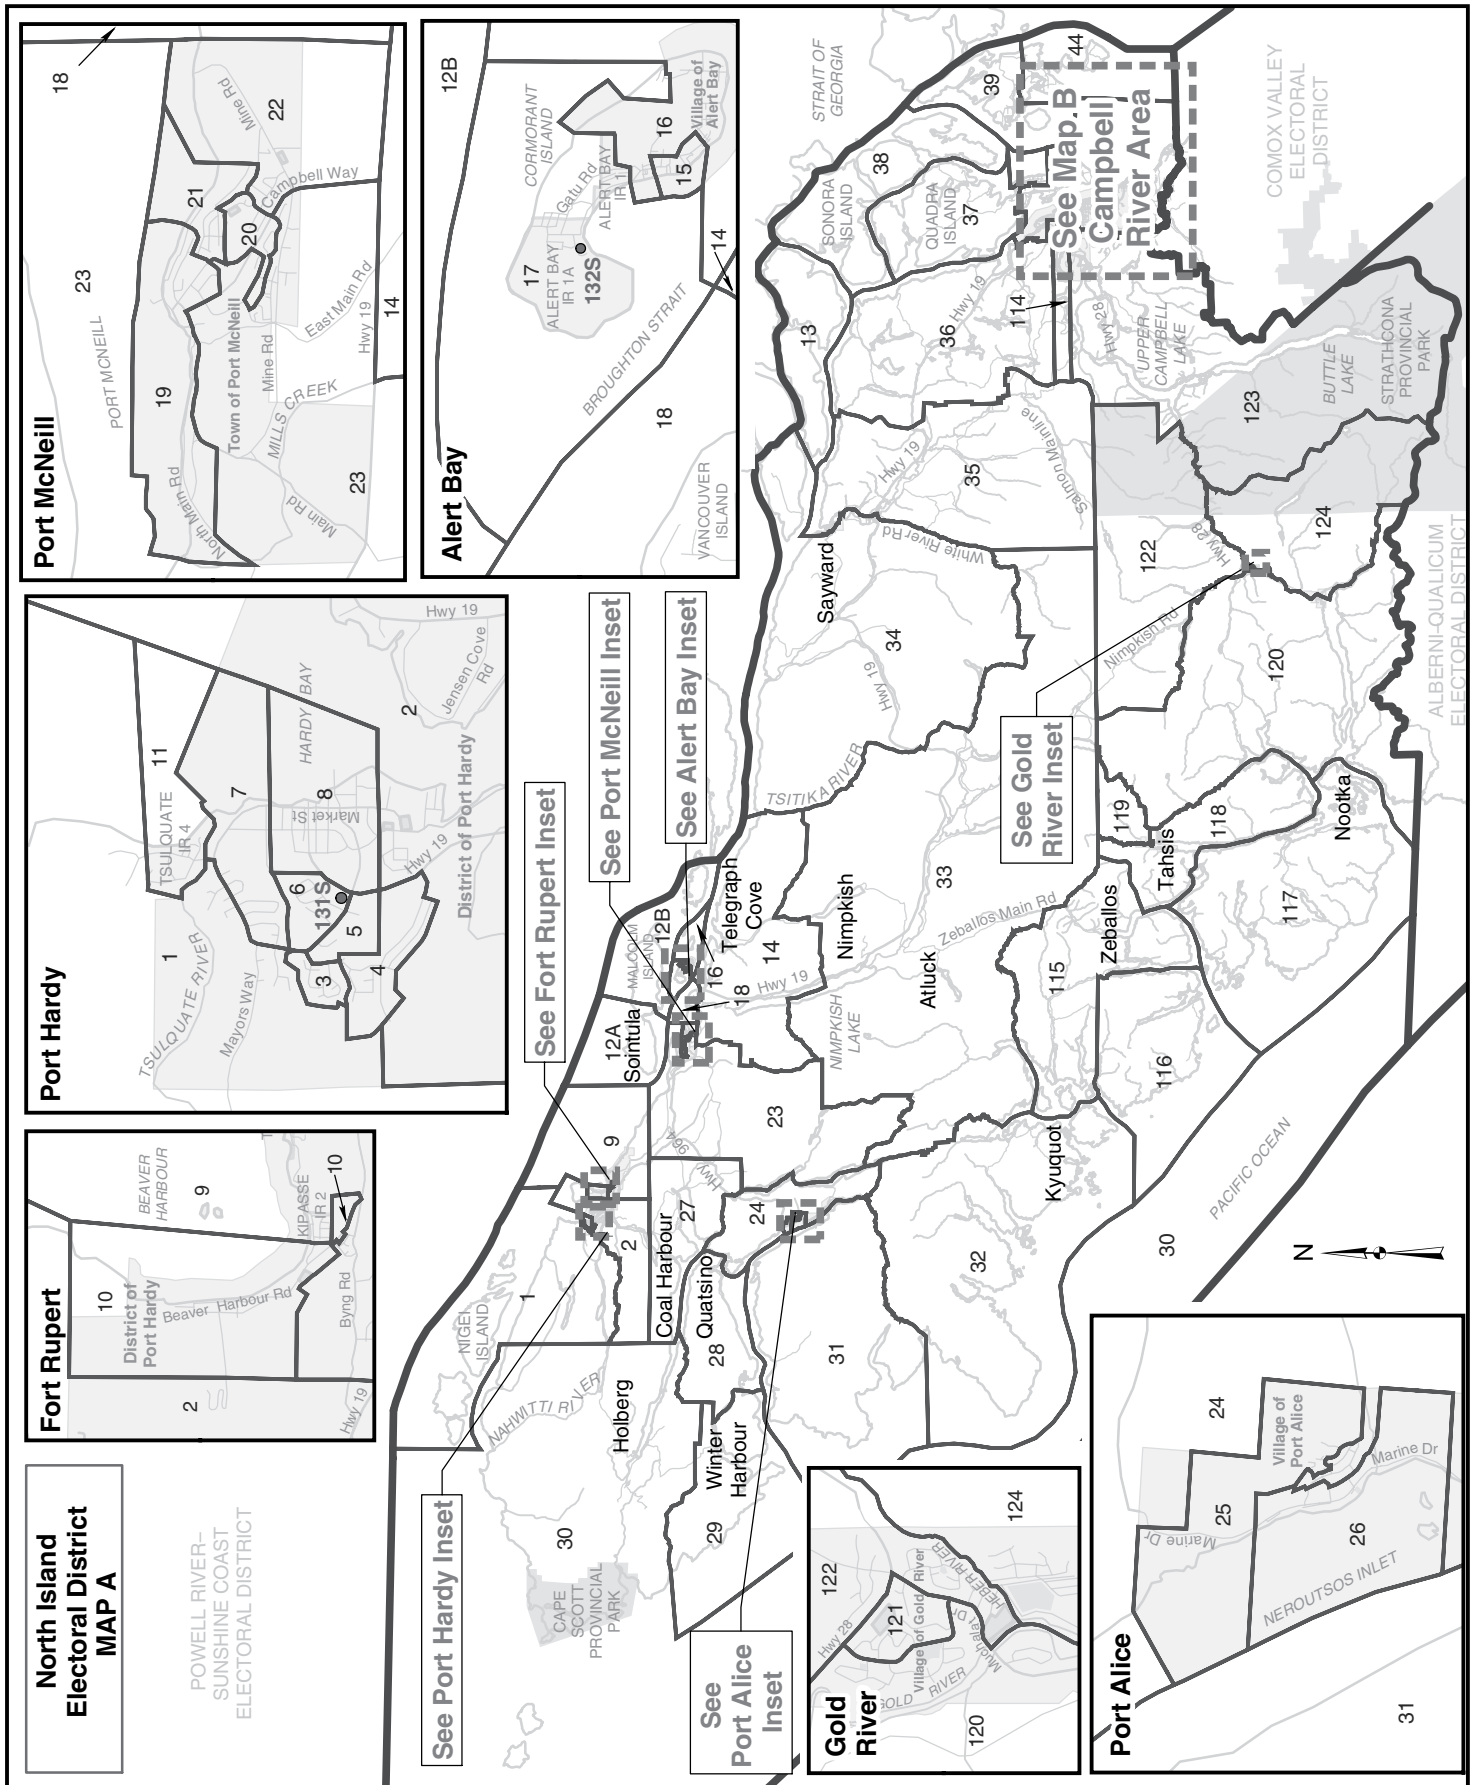 North Island
Electoral District
MAP A
POWELL RIVER–
SUNSHINE COAST
ELECTORAL DISTRICT
Fort Rupert
2
10
District of
Port Hardy
Beaver Harbour Rd
BEAVER
HARBOUR
9
KIPASSE
IR 2
10
Byng Rd
Hwy 19
Port Hardy
1
TSULQUATE RIVER
Mayors Way
TSULQUATE
IR 4
11
7
HARDY BAY
8
Market St
6
131S
5
3
4
2
Hwy 19
District of Port Hardy
Jensen Cove
Rd
Hwy 19
Port McNeill
18
23
PORT MCNEILL
19
North Main Rd
Main Rd
Town of Port McNeill
Mine Rd
MILLS CREEK
23
21
20
22
Mine Rd
Campbell Way
East Main Rd
Hwy 19
14
Alert Bay
12B
CORMORANT
ISLAND
Gatu Rd
17
ALERT BAY
IR 1A
132S
ALERT BAY
IR 1
16
15
Village of
Alert Bay
14
BROUGHTON STRAIT
18
VANCOUVER
ISLAND
See Port Hardy Inset
See Fort Rupert Inset
See Port McNeill Inset
See Alert Bay Inset
See
Port Alice
Inset
See Gold
River Inset
See Map B
Campbell
River Area
NIGEI
ISLAND
1
NAHWITTI RIVER
Holberg
30
CAPE
SCOTT
PROVINCIAL
PARK
29
Winter
Harbour
28
Quatsino
Coal Harbour
2
9
27
24
Hwy 964
31
32
12A
Sointula
MALCOLM
ISLAND
12B
16
18
Telegraph
Cove
14
Hwy 19
23
NIMPKISH
LAKE
Nimpkish
Atluck
33
Zeballos Main Rd
TSITIKA RIVER
Kyuquot
115
116
Zeballos
30
PACIFIC OCEAN
N
Sayward
34
Hwy 19
White River Rd
35
Hwy 19
Salmon Mainline
13
36
Hwy 19
114
SONORA
ISLAND
38
QUADRA
ISLAND
37
39
44
STRAIT OF
GEORGIA
COMOX VALLEY
ELECTORAL
DISTRICT
Hwy 28
UPPER
CAMPBELL
LAKE
123
BUTTLE
LAKE
STRATHCONA
PROVINCIAL
PARK
122
Hwy 28
124
Nimpkish Rd
120
119
Tahsis
118
117
Nootka
ALBERNI-QUALICUM
ELECTORAL DISTRICT
Gold
River
122
Hwy 28
121
Village of Gold River
River
HEBER RIVER
Muchalat Dr
GOLD RIVER
120
124
Port Alice
24
25
Marine Dr
Village of
Port Alice
Marine Dr
26
NEROUTSOS INLET
31